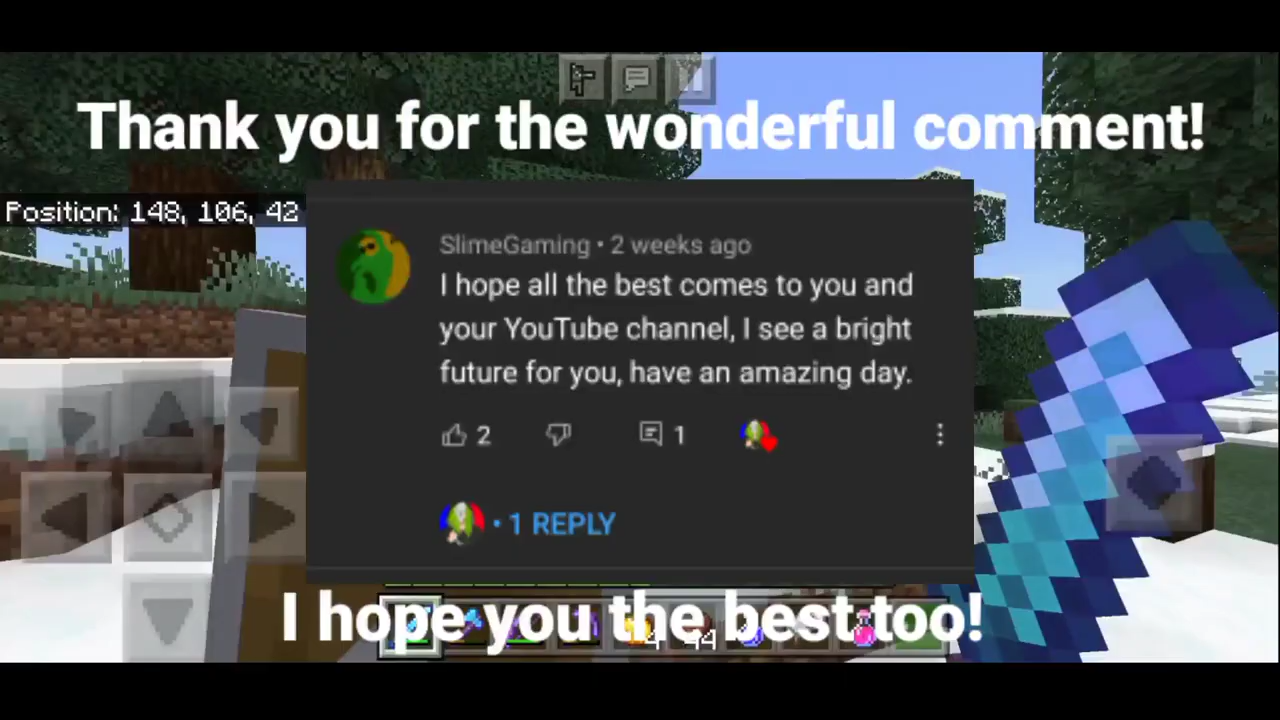 Thank you for the wonderful comment!
Position: 148, 106, 42
SlimeGaming • 2 weeks ago
I hope all the best comes to you and
your YouTube channel, I see a bright
future for you, have an amazing day.
2
1
• 1 REPLY
I hope you the best too!
44